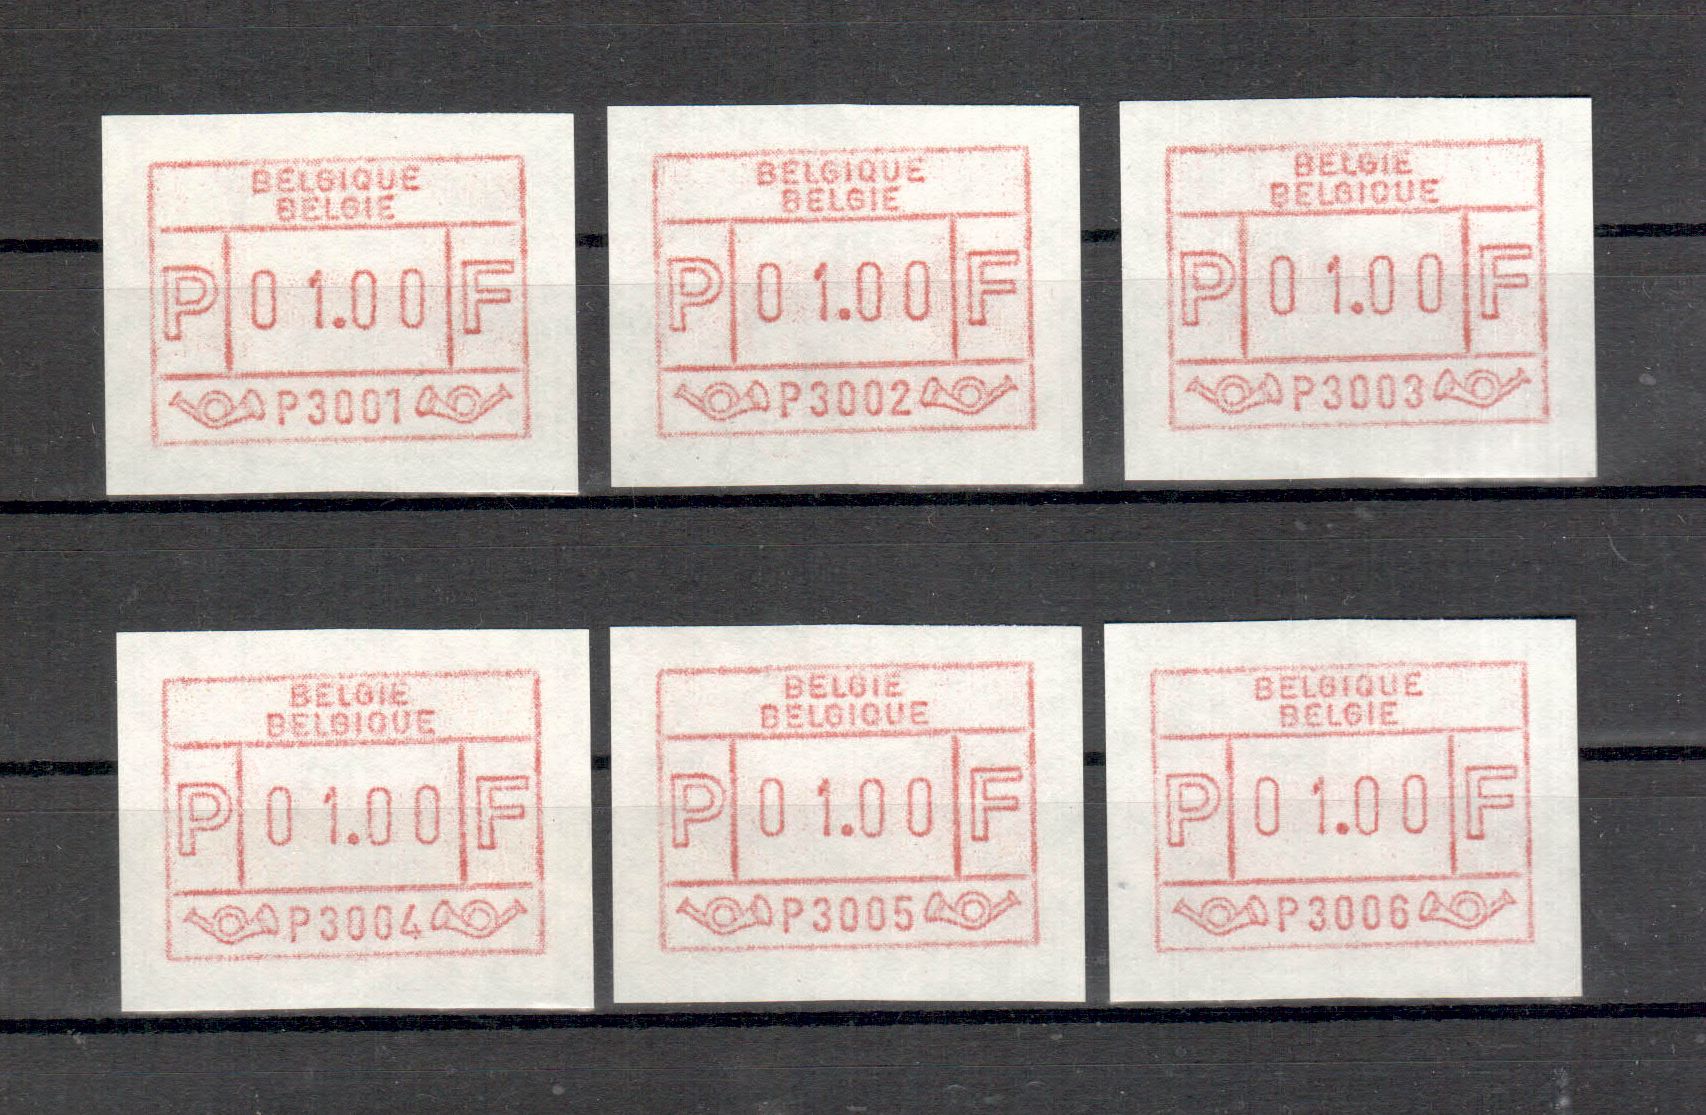 BELGIQUE
BELGIE
P 01.00 F
P3001
BELGIQUE
BELGIE
P 01.00 F
P3002
BELGIE
BELGIQUE
P 01.00 F
P3003
BELGIE
BELGIQUE
P 01.00 F
P3004
BELGIE
BELGIQUE
P 01.00 F
P3005
BELGIQUE
BELGIE
P 01.00 F
P3006